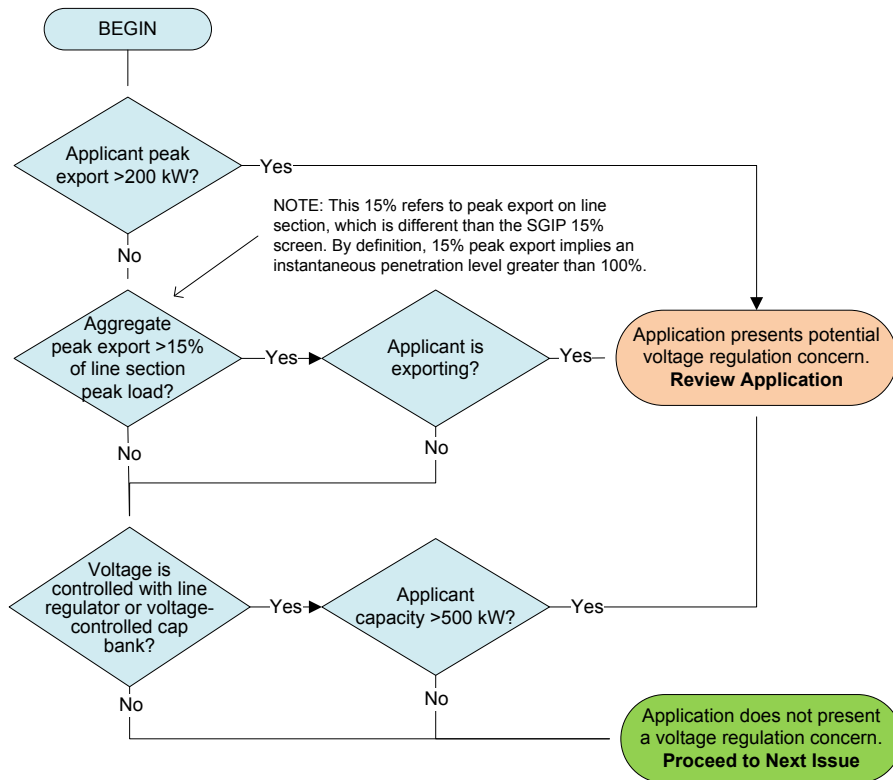 BEGIN
Applicant peak
export >200 kW?
Yes
NOTE: This 15% refers to peak export on line
section, which is different than the SGIP 15%
screen. By definition, 15% peak export implies an
instantaneous penetration level greater than 100%.
No
Aggregate
peak export >15%
of line section
peak load?
Yes
Applicant is
exporting?
Yes
Application presents potential
voltage regulation concern.
Review Application
No
No
Voltage is
controlled with line
regulator or voltage-
controlled cap
bank?
Yes
Applicant
capacity >500 kW?
Yes
No
No
Application does not present
a voltage regulation concern.
Proceed to Next Issue